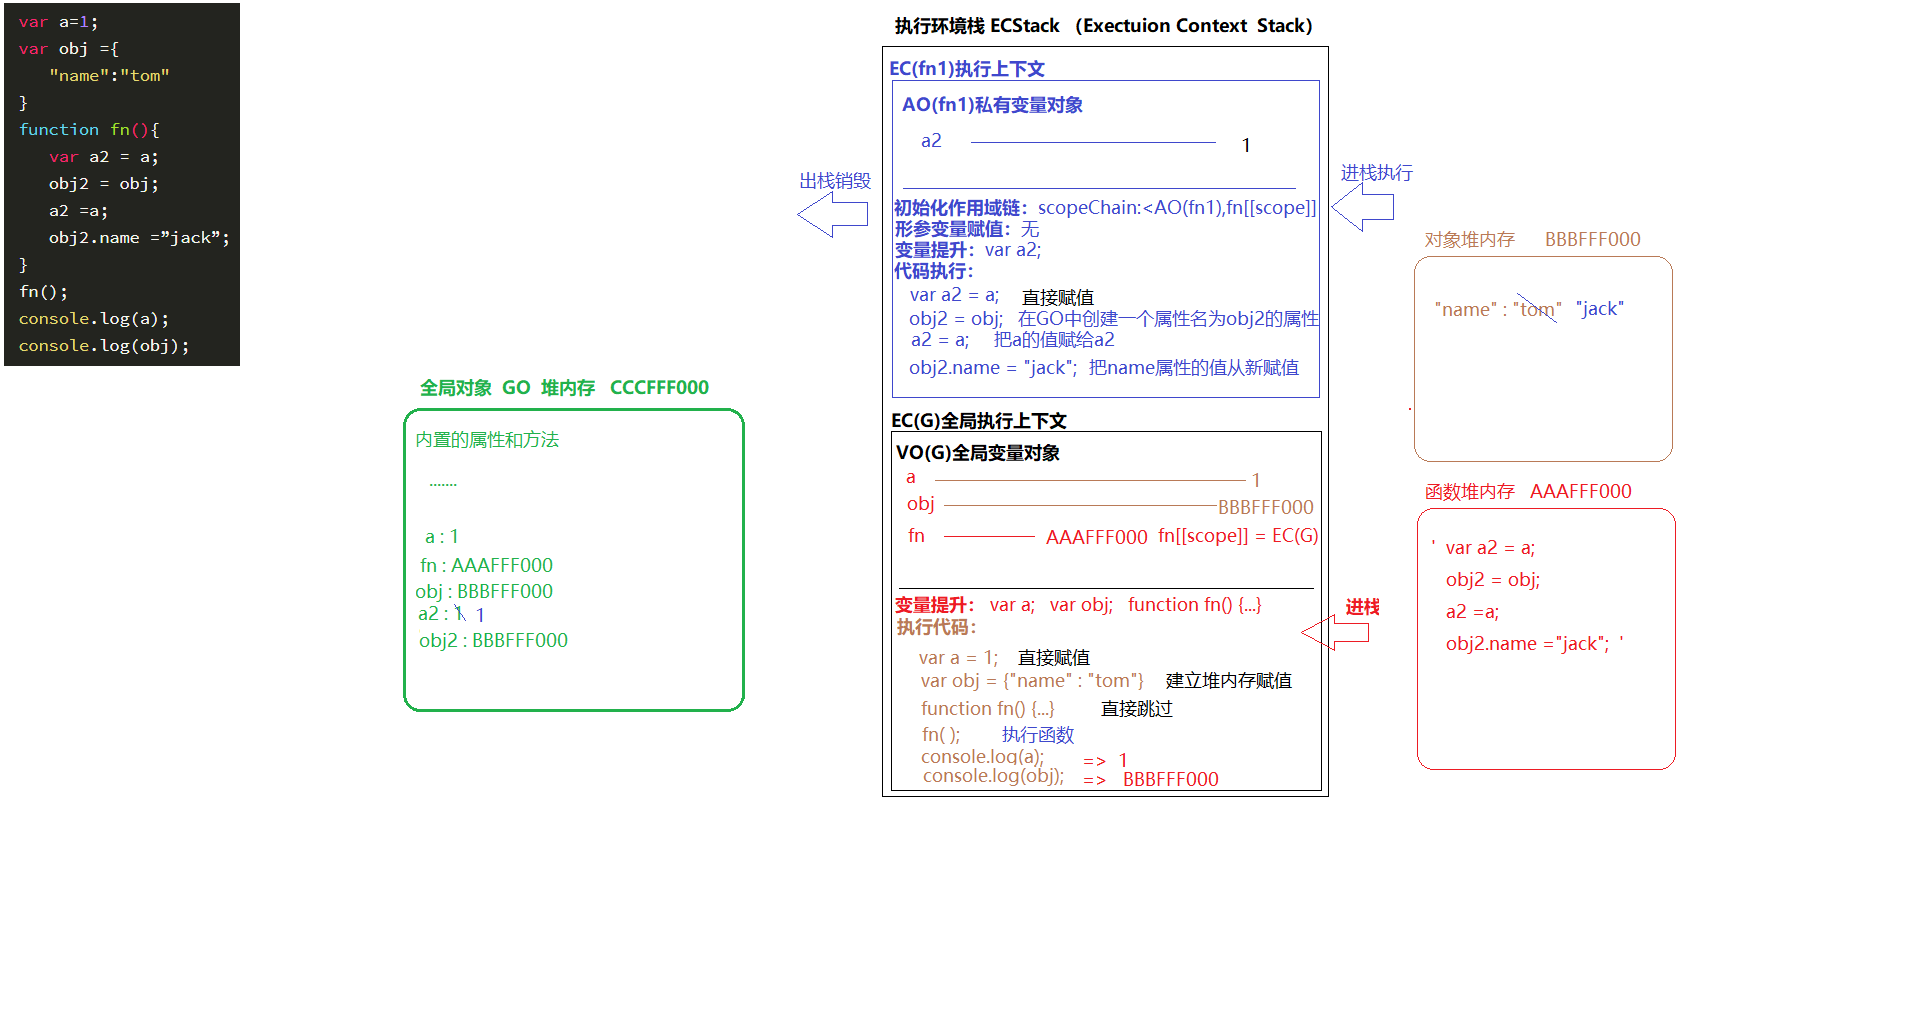 var a=1;
var obj ={
"name":"tom"
}
function fn(){
var a2 = a;
obj2 = obj;
a2 =a;
obj2.name =”jack”;
}
fn();
console.log(a);
console.log(obj);
全局对象 GO 堆内存 CCCFFF000
内置的属性和方法
.......
a : 1
fn : AAAFFF000
obj : BBBFFF000
a2 : 1 1
obj2 : BBBFFF000
出栈销毁
执行环境栈 ECStack （Exectuion Context Stack）
EC(fn1)执行上下文
AO(fn1)私有变量对象
a2 1
初始化作用域链： scopeChain:<AO(fn1),fn[[scope]]
形参变量赋值： 无
变量提升： var a2;
代码执行：
var a2 = a; 直接赋值
obj2 = obj; 在GO中创建一个属性名为obj2的属性
a2 = a; 把a的值赋给a2
obj2.name = "jack"; 把name属性的值从新赋值
EC(G)全局执行上下文
VO(G)全局变量对象
a 1
obj BBBFFF000
fn AAAFFF000 fn[[scope]] = EC(G)
变量提升： var a; var obj; function fn() {...}
执行代码：
var a = 1; 直接赋值
var obj = {"name" : "tom"} 建立堆内存赋值
function fn() {...} 直接跳过
fn( ); 执行函数
console.log(a); => 1
console.log(obj); => BBBFFF000
进栈执行
进栈
对象堆内存 BBBFFF000
"name" : "tom" "jack"
函数堆内存 AAAFFF000
' var a2 = a;
obj2 = obj;
a2 =a;
obj2.name ="jack"; '